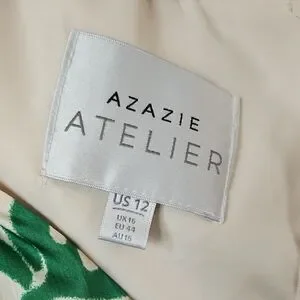 AZAZIE
ATELIER
US 12
UK 16
EU 44
AU 16